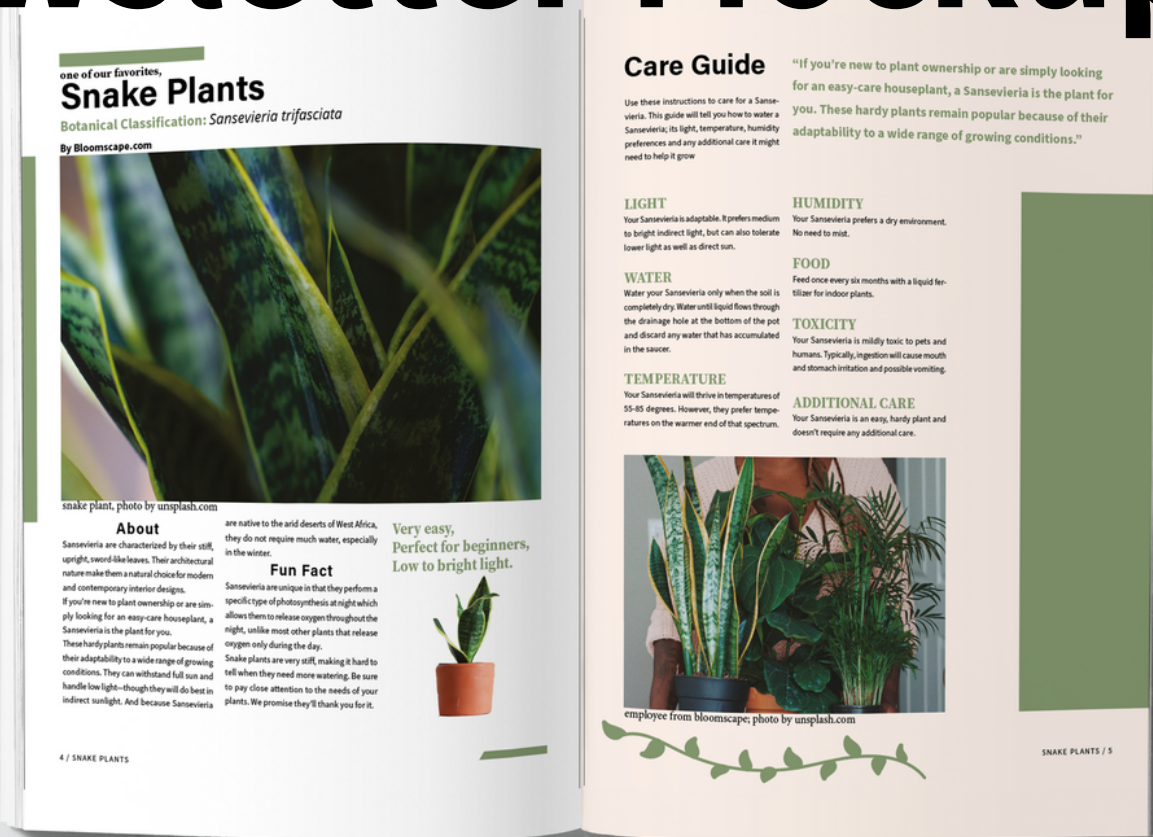 one of our favorites,
Snake Plants
Botanical Classification: Sansevieria trifasciata
By Bloomscape.com
snake plant, photo by unsplash.com
About
Sansevieria are characterized by their stiff,
upright, sword-like leaves. Their architectural
nature make them a natural choice for modern
and contemporary interior designs.
If you're new to plant ownership or are sim-
ply looking for an easy-care houseplant, a
Sansevieria is the plant for you.
These hardy plants remain popular because of
their adaptability to a wide range of growing
conditions. They can withstand full sun and
handle low light—though they will do best in
indirect sunlight. And because Sansevieria
are native to the arid deserts of West Africa,
they do not require much water, especially
in the winter.
Fun Fact
Sansevieria are unique in that they perform a
specific type of photosynthesis at night which
allows them to release oxygen throughout the
night, unlike most other plants that release
oxygen only during the day.
Snake plants are very stiff, making it hard to
tell when they need more watering. Be sure
to pay close attention to the needs of your
plants. We promise they'll thank you for it.
Very easy,
Perfect for beginners,
Low to bright light.
4 / SNAKE PLANTS
Care Guide
Use these instructions to care for a Sanse-
vieria. This guide will tell you how to water a
Sansevieria; its light, temperature, humidity
preferences and any additional care it might
need to help it grow
"If you're new to plant ownership or are simply looking
for an easy-care houseplant, a Sansevieria is the plant for
you. These hardy plants remain popular because of their
adaptability to a wide range of growing conditions."
LIGHT
Your Sansevieria is adaptable. It prefers medium
to bright indirect light, but can also tolerate
lower light as well as direct sun.
WATER
Water your Sansevieria only when the soil is
completely dry. Water until liquid flows through
the drainage hole at the bottom of the pot
and discard any water that has accumulated
in the saucer.
TEMPERATURE
Your Sansevieria will thrive in temperatures of
55-85 degrees. However, they prefer tempe-
ratures on the warmer end of that spectrum.
HUMIDITY
Your Sansevieria prefers a dry environment.
No need to mist.
FOOD
Feed once every six months with a liquid fer-
tilizer for indoor plants.
TOXICITY
Your Sansevieria is mildly toxic to pets and
humans. Typically, ingestion will cause mouth
and stomach irritation and possible vomiting.
ADDITIONAL CARE
Your Sansevieria is an easy, hardy plant and
doesn't require any additional care.
employee from bloomscape; photo by unsplash.com
SNAKE PLANTS / 5